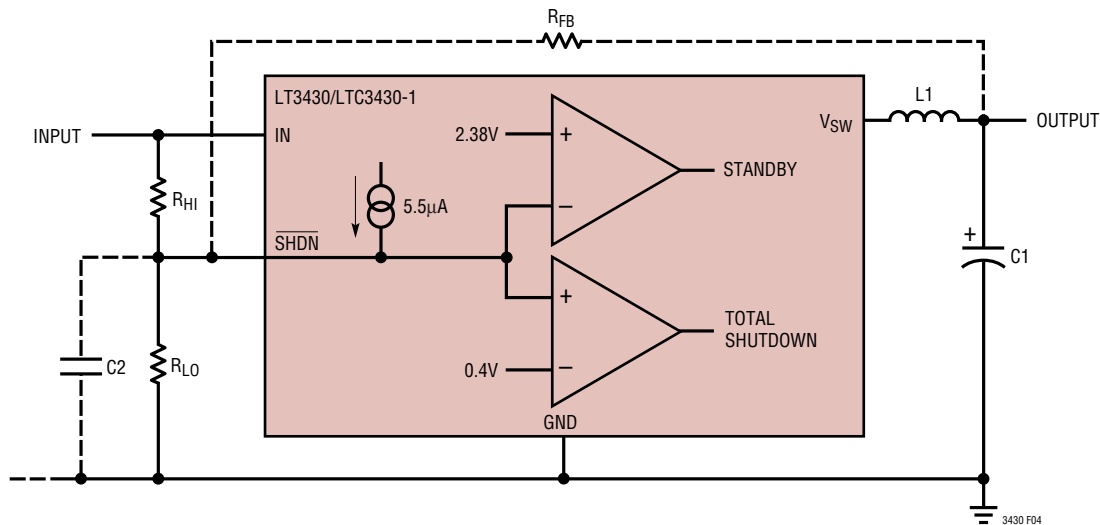 RFB
LT3430/LTC3430-1
L1
INPUT
IN
2.38V
+
VSW
OUTPUT
STANDBY
RHI
5.5µA
–
SHDN
+
C1
+
TOTAL
SHUTDOWN
C2
RLO
0.4V
–
GND
3430 F04